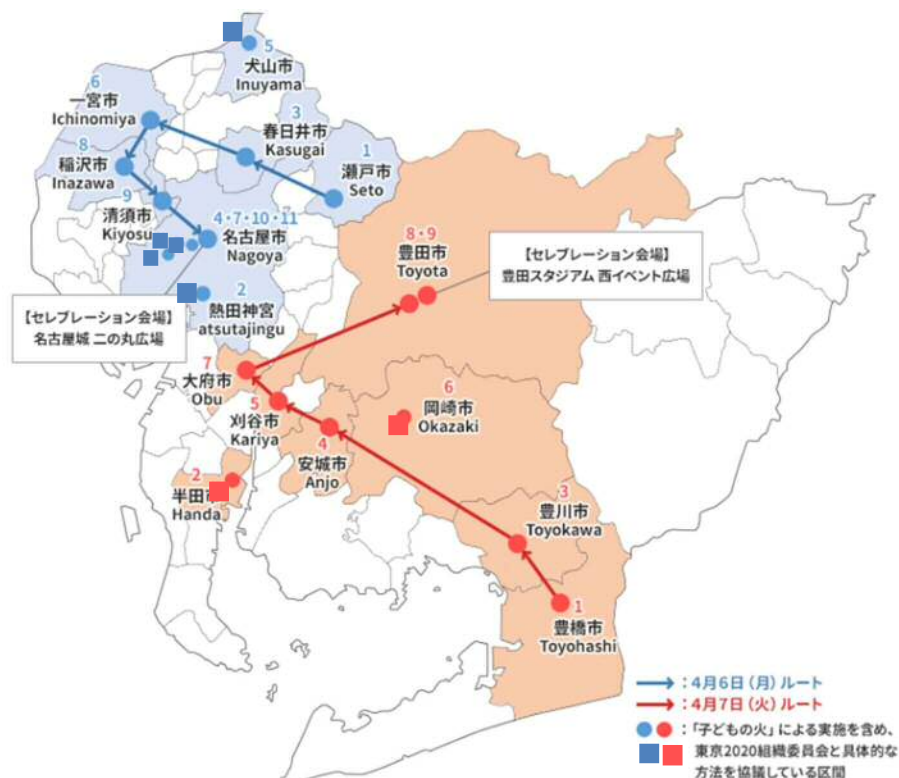 5
犬山市
Inuyama
6
一宮市
Ichinomiya
3
春日井市
Kasugai
1
瀬戸市
Seto
8
稲沢市
Inazawa
9
清須市
Kiyosu
4・7・10・11
名古屋市
Nagoya
2
熱田神宮
atsutajingu
【セレブレーション会場】
名古屋城 二の丸広場
8・9
豊田市
Toyota
【セレブレーション会場】
豊田スタジアム 西イベント広場
7
大府市
Obu
5
刈谷市
Kariya
6
岡崎市
Okazaki
4
安城市
Anjo
2
半田市
Handa
3
豊川市
Toyokawa
1
豊橋市
Toyohashi
：4月6日（月）ルート
：4月7日（火）ルート
：「子どもの火」による実施を含め、
東京2020組織委員会と具体的な
方法を協議している区間